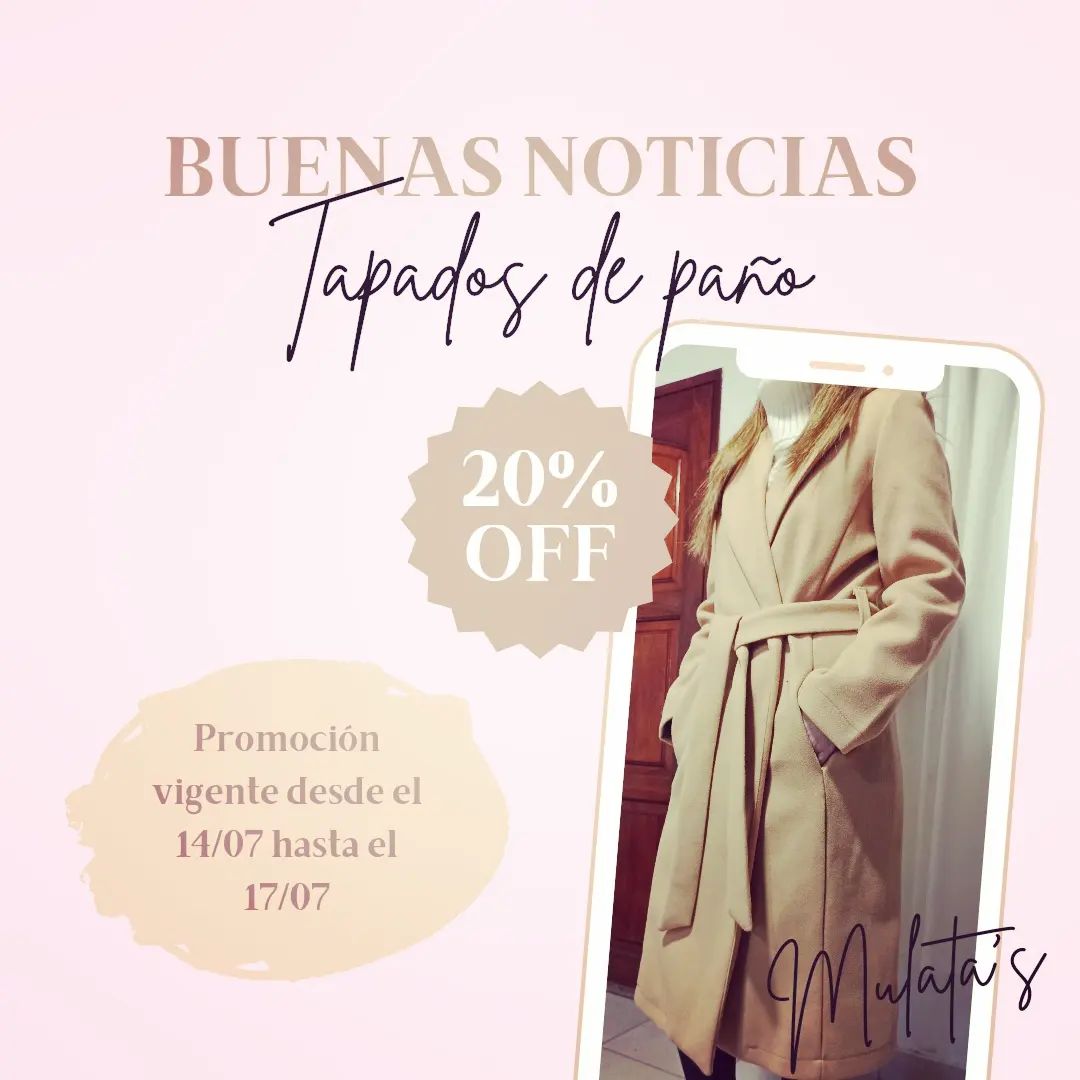 BUENAS NOTICIAS
Tapados de paño
20%
OFF
Promoción
vigente desde el
14/07 hasta el
17/07
Mulata's